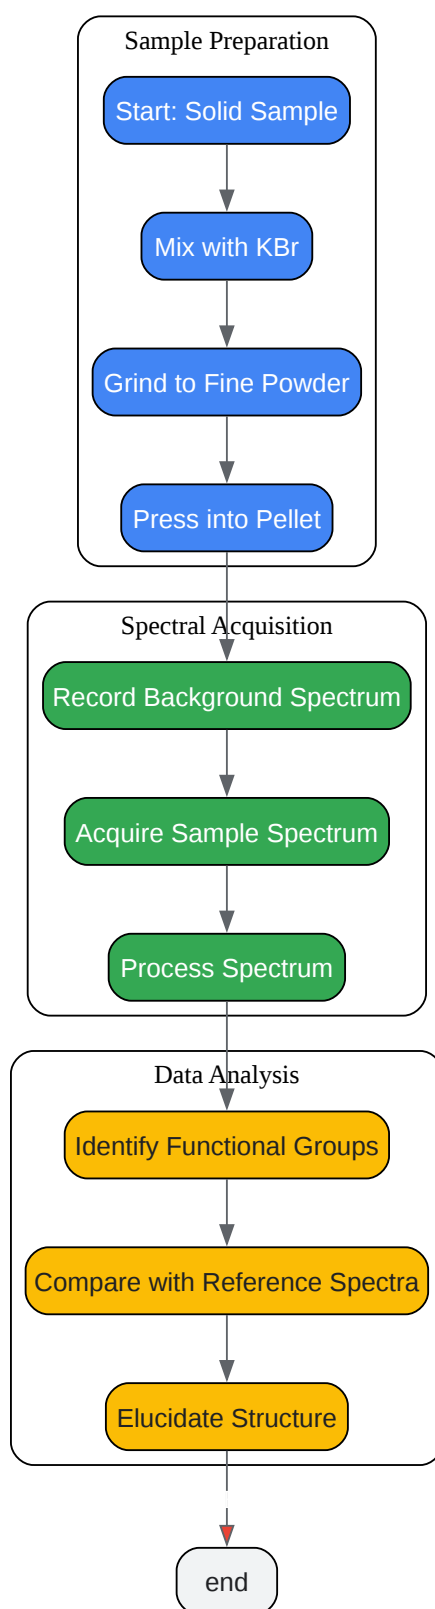 Sample Preparation
Start: Solid Sample
Mix with KBr
Grind to Fine Powder
Press into Pellet
Spectral Acquisition
Record Background Spectrum
Acquire Sample Spectrum
Process Spectrum
Data Analysis
Identify Functional Groups
Compare with Reference Spectra
Elucidate Structure
end